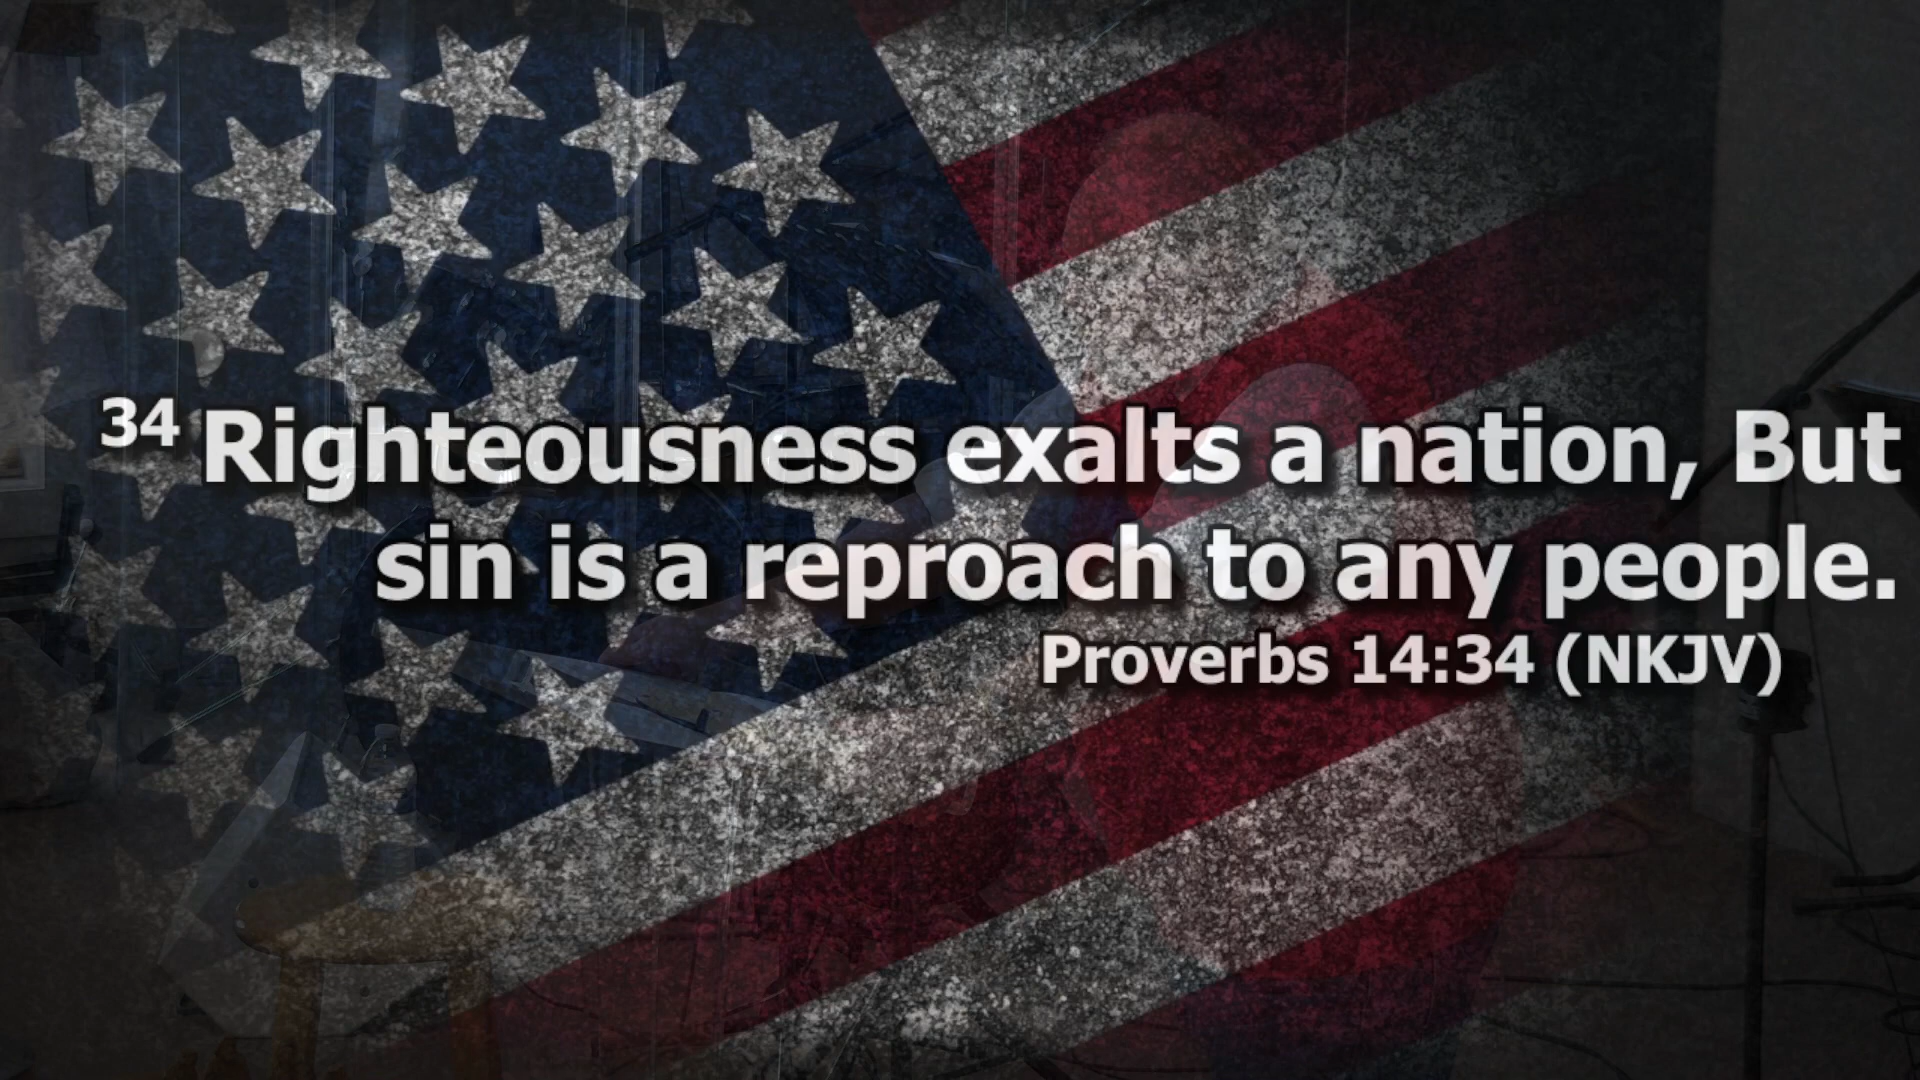 34 Righteousness exalts a nation, But
sin is a reproach to any people.
Proverbs 14:34 (NKJV)